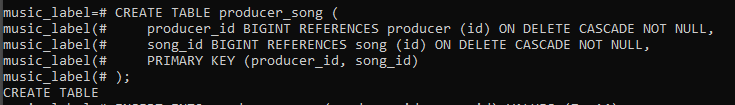 music_label=# CREATE TABLE producer_song (
music_label(#     producer_id BIGINT REFERENCES producer (id) ON DELETE CASCADE NOT NULL,
music_label(#     song_id BIGINT REFERENCES song (id) ON DELETE CASCADE NOT NULL,
music_label(#     PRIMARY KEY (producer_id, song_id)
music_label(# );
CREATE TABLE